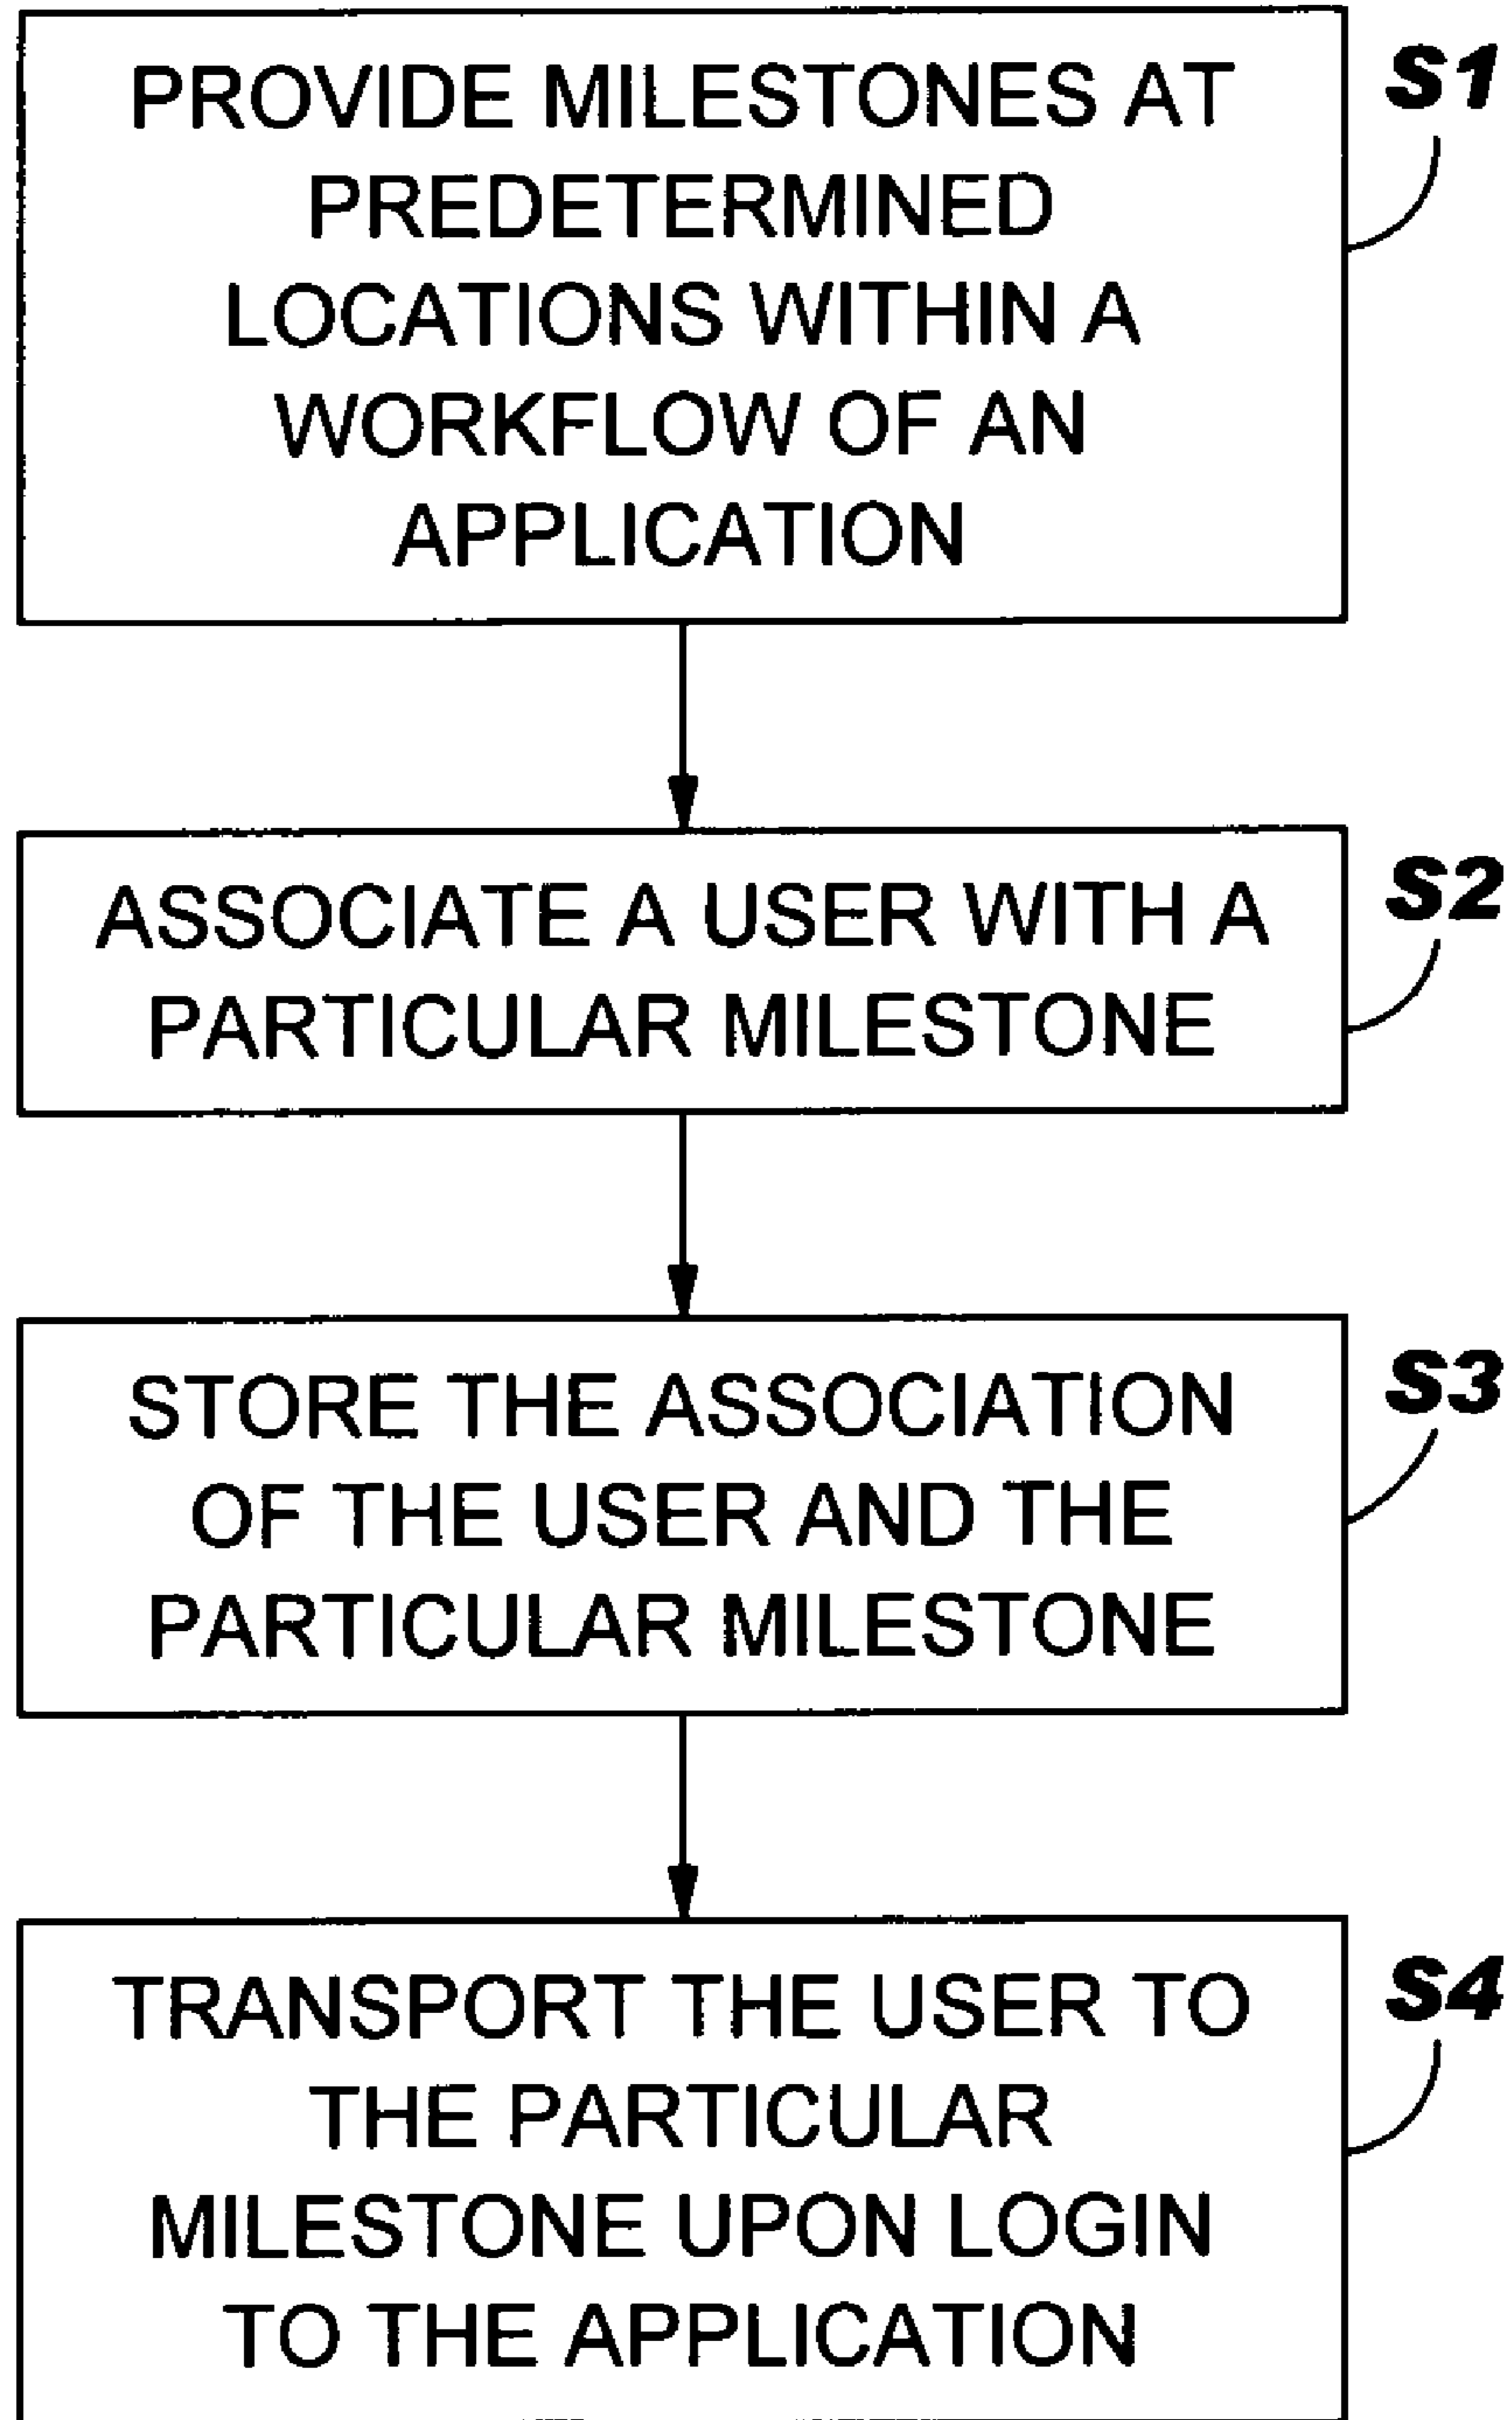 PROVIDE MILESTONES AT
PREDETERMINED
LOCATIONS WITHIN A
WORKFLOW OF AN
APPLICATION
S1
ASSOCIATE A USER WITH A
PARTICULAR MILESTONE
S2
STORE THE ASSOCIATION
OF THE USER AND THE
PARTICULAR MILESTONE
S3
TRANSPORT THE USER TO
THE PARTICULAR
MILESTONE UPON LOGIN
TO THE APPLICATION
S4